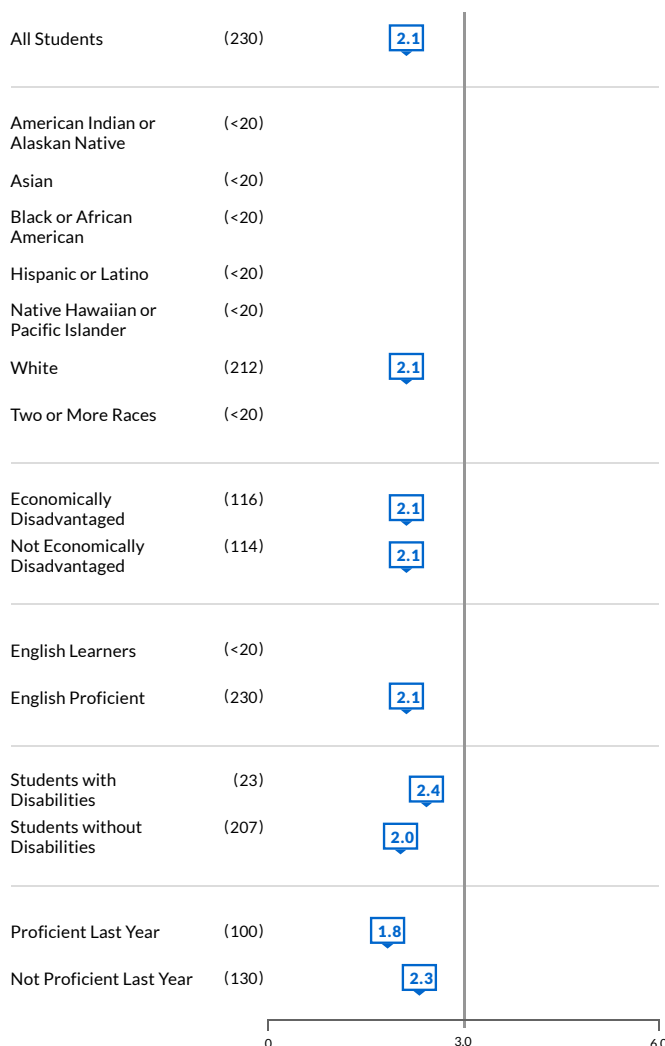 All Students (230) 2.1
American Indian or (<20)
Alaskan Native
Asian (<20)
Black or African (<20)
American
Hispanic or Latino (<20)
Native Hawaiian or (<20)
Pacific Islander
White (212) 2.1
Two or More Races (<20)
Economically (116) 2.1
Disadvantaged
Not Economically (114) 2.1
Disadvantaged
English Learners (<20)
English Proficient (230) 2.1
Students with (23) 2.4
Disabilities
Students without (207) 2.0
Disabilities
Proficient Last Year (100) 1.8
Not Proficient Last Year (130) 2.3
0 3.0 6.0